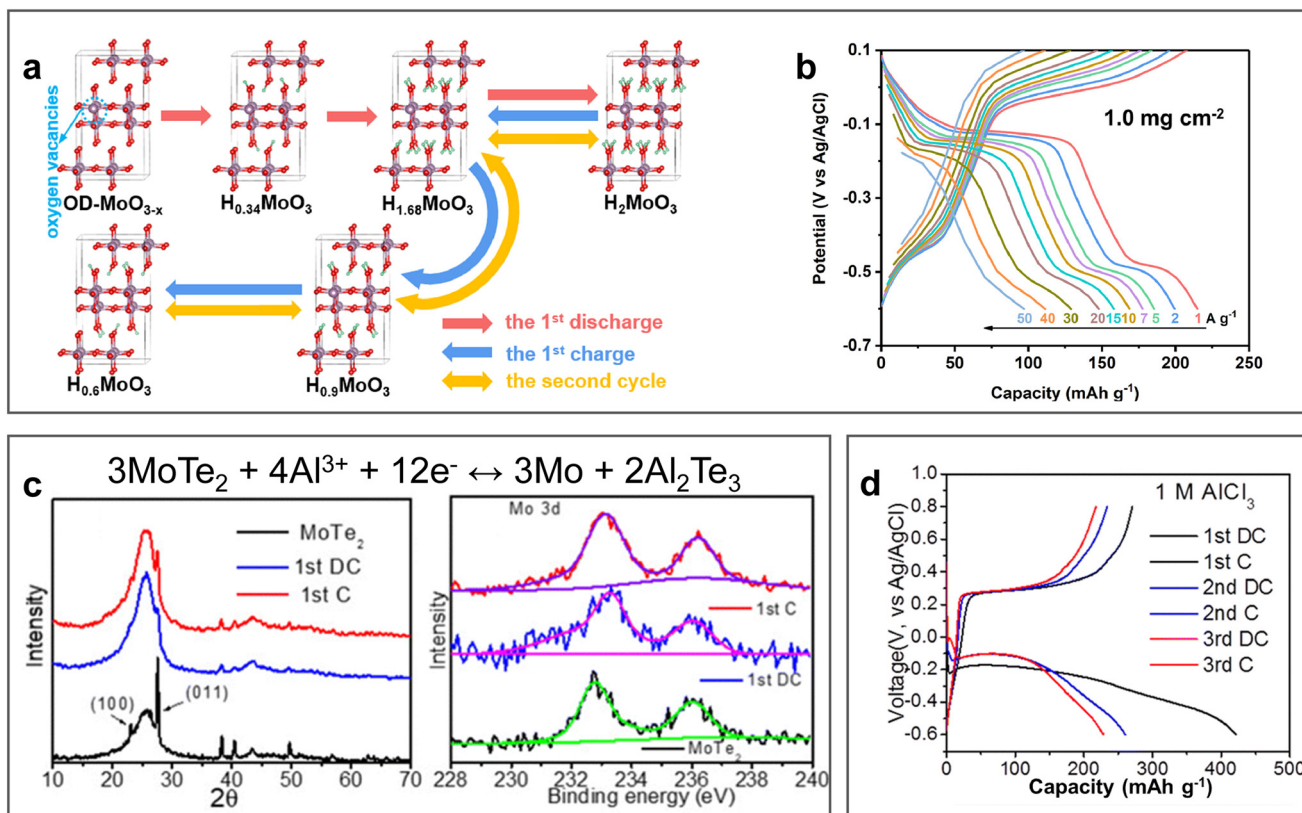 a
oxygen vacancies
OD-MoO₃₋ₓ
H₀.₃₄MoO₃
H₁.₆₈MoO₃
H₂MoO₃
H₀.₆MoO₃
H₀.₉MoO₃
the 1ˢᵗ discharge
the 1ˢᵗ charge
the second cycle
b
1.0 mg cm⁻²
Potential (V vs Ag/AgCl)
0.1
-0.1
-0.3
-0.5
-0.7
50 40 30 20 15 10 7 5 2 1 A g⁻¹
0 50 100 150 200 250
Capacity (mAh g⁻¹)
c
3MoTe₂ + 4Al³⁺ + 12e⁻ ↔ 3Mo + 2Al₂Te₃
Intensity
MoTe₂
1st DC
1st C
(100)
(011)
10 20 30 40 50 60 70
2θ
Mo 3d
Intensity
1st C
1st DC
MoTe₂
228 230 232 234 236 238 240
Binding energy (eV)
d
1 M AlCl₃
Voltage(V, vs Ag/AgCl)
1.0
0.8
0.6
0.4
0.2
0.0
-0.2
-0.4
-0.6
1st DC
1st C
2nd DC
2nd C
3rd DC
3rd C
0 100 200 300 400 500
Capacity (mAh g⁻¹)